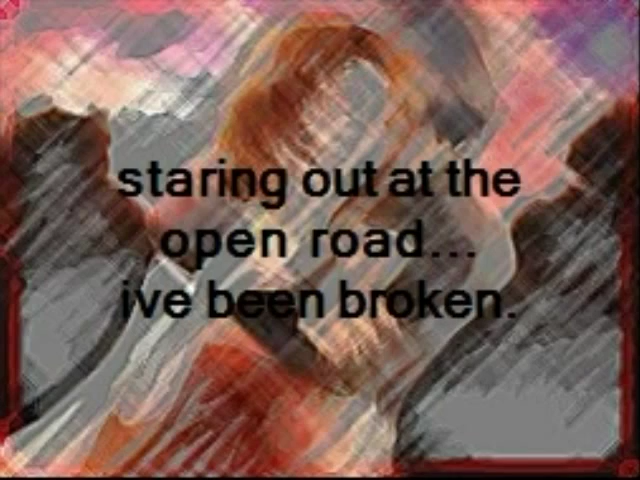 staring out at the
open road...
ive been broken.